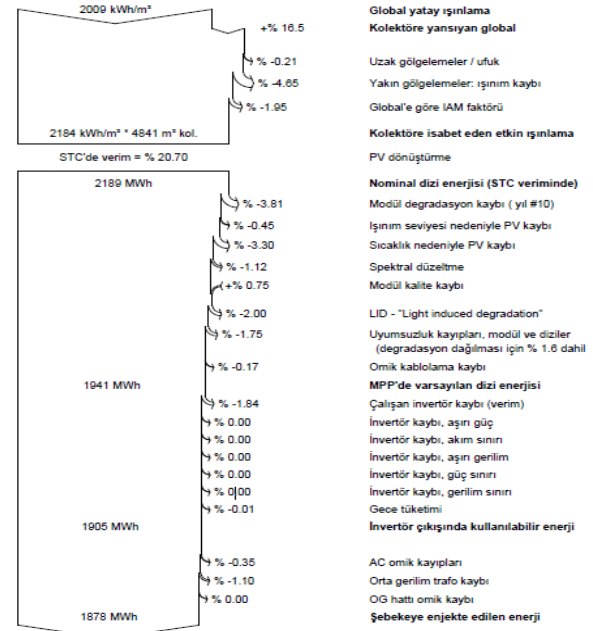 2009 kWh/m² Global yatay ışınlama
+% 16.5 Kolektöre yansıyan global
% -0.21 Uzak gölgelemeler / ufuk
% -4.65 Yakın gölgelemeler: ışınım kaybı
% -1.95 Global'e göre IAM faktörü
2184 kWh/m² * 4841 m² kol. Kolektöre isabet eden etkin ışınlama
STC'de verim = % 20.70 PV dönüştürme
2189 MWh Nominal dizi enerjisi (STC veriminde)
% -3.81 Modül degradasyon kaybı ( yıl #10)
% -0.45 Işınım seviyesi nedeniyle PV kaybı
% -3.30 Sıcaklık nedeniyle PV kaybı
% -1.12 Spektral düzeltme
+% 0.75 Modül kalite kaybı
% -2.00 LID - "Light induced degradation"
% -1.75 Uyumsuzluk kayıpları, modül ve diziler
(degradasyon dağılması için % 1.6 dahil
% -0.17 Omik kablolama kaybı
1941 MWh MPP'de varsayılan dizi enerjisi
% -1.84 Çalışan invertör kaybı (verim)
% 0.00 İnvertör kaybı, aşırı güç
% 0.00 İnvertör kaybı, akım sınırı
% 0.00 İnvertör kaybı, aşırı gerilim
% 0.00 İnvertör kaybı, güç sınırı
% 0.00 İnvertör kaybı, gerilim sınırı
% -0.01 Gece tüketimi
1905 MWh İnvertör çıkışında kullanılabilir enerji
% -0.35 AC omik kayıpları
% -1.10 Orta gerilim trafo kaybı
% 0.00 OG hattı omik kaybı
1878 MWh Şebekeye enjekte edilen enerji